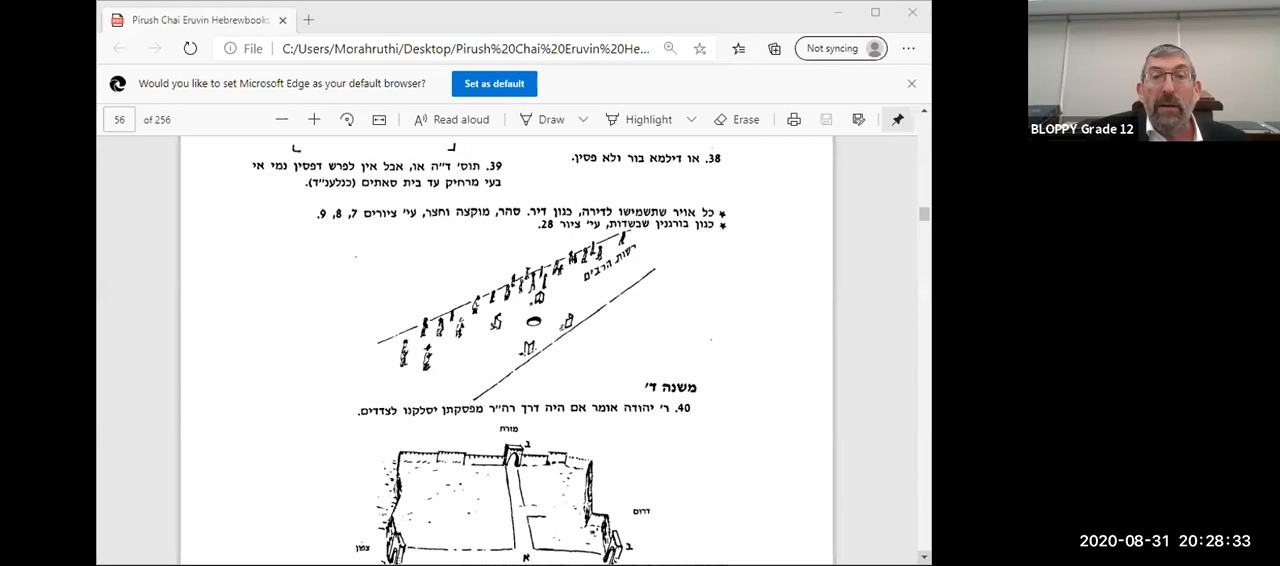 Pirush Chai Eruvin Hebrewbooks
File
C:/Users/Morahruthi/Desktop/Pirush%20Chai%20Eruvin%20He...
Not syncing
Would you like to set Microsoft Edge as your default browser?
Set as default
56 of 256
Read aloud
Draw
Highlight
Erase
38. או דילמא בור ולא פסין.
39. תוס׳ ד״ה או, אבל אין לפרש דפסין נמי אי
בעי מרחיק עד בית סאתים (כנלענ״ד).
★ כל אויר שתשמישו לדירה, כגון דיר. סהר, מוקצה וחצר, עי׳ ציורים 7, 8, 9.
★ כגון בורגנין שבשדות, עי׳ ציור 28.
רשות הרבים
משנה ד׳
40. ר׳ יהודה אומר אם היה דרך רה״ר מפסקתן יסלקנו לצדדים.
מזרח
ב
דרום
צפון
ב
א
BLOPPY Grade 12
2020-08-31 20:28:33